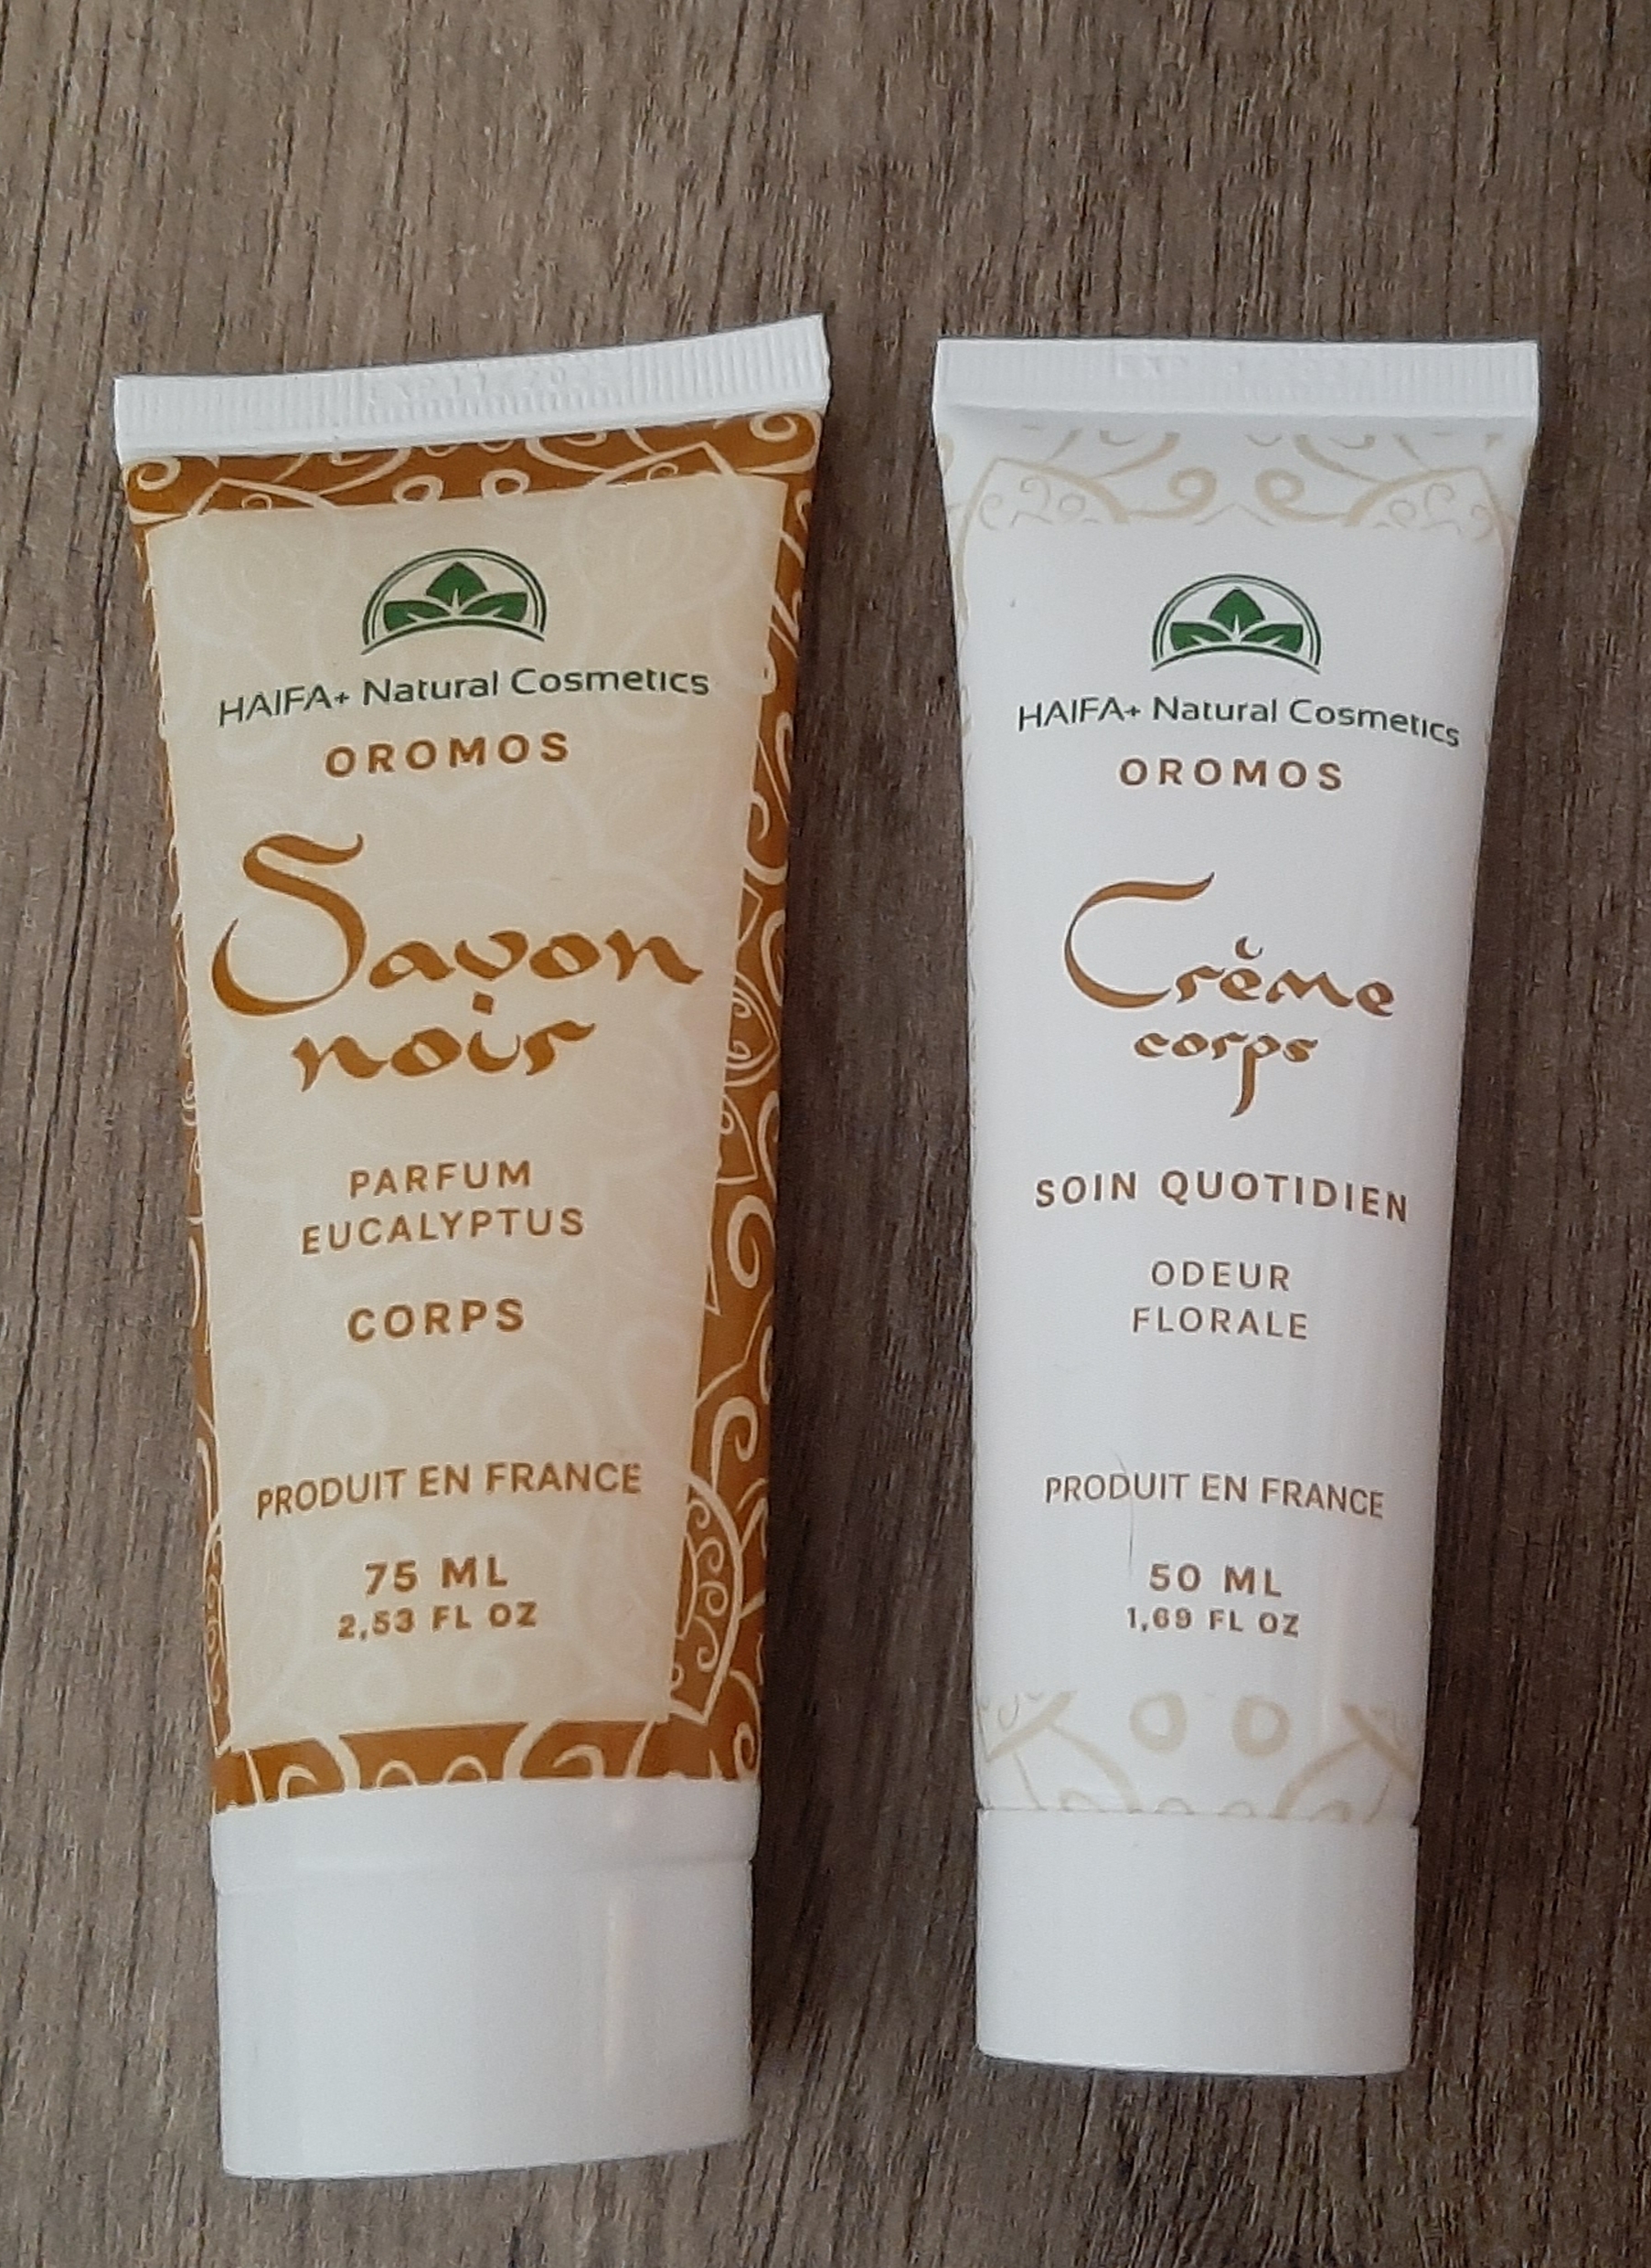 HAIFA+ Natural Cosmetics
OROMOS
Savon
noir
PARFUM
EUCALYPTUS
CORPS
PRODUIT EN FRANCE
75 ML
2,53 FL OZ
HAIFA+ Natural Cosmetics
OROMOS
Crème
corps
SOIN QUOTIDIEN
ODEUR
FLORALE
PRODUIT EN FRANCE
50 ML
1,69 FL OZ